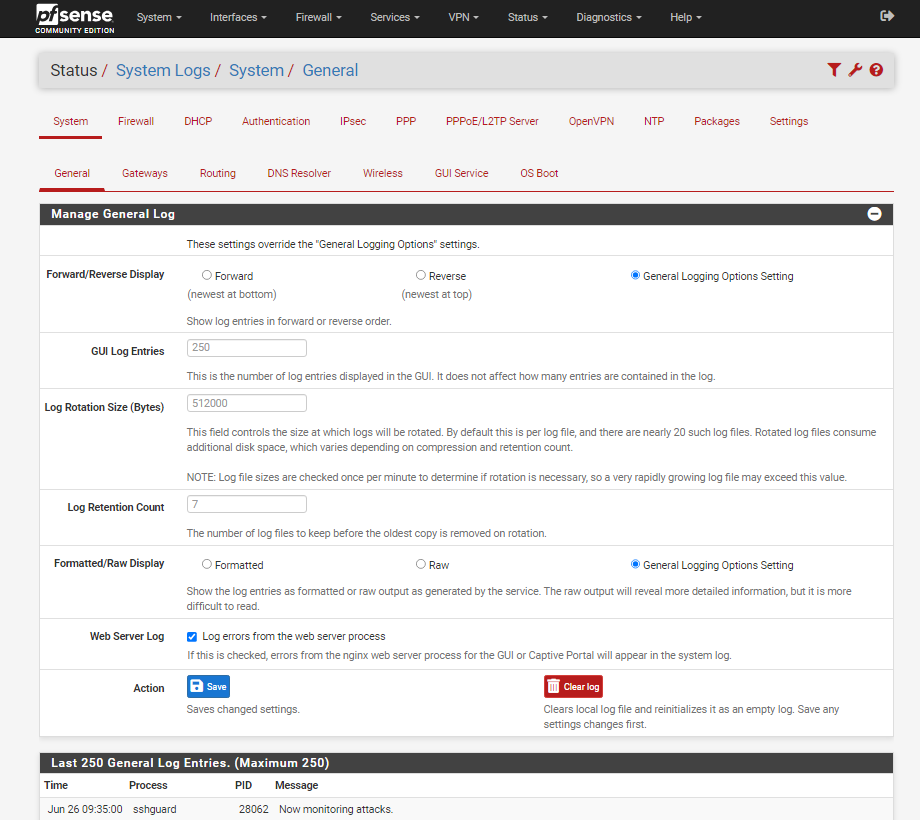 pfsense System Interfaces Firewall Services VPN Status Diagnostics Help
COMMUNITY EDITION
Status / System Logs / System / General
System Firewall DHCP Authentication IPsec PPP PPPoE/L2TP Server OpenVPN NTP Packages Settings
General Gateways Routing DNS Resolver Wireless GUI Service OS Boot
Manage General Log
These settings override the "General Logging Options" settings.
Forward/Reverse Display Forward Reverse General Logging Options Setting
(newest at bottom) (newest at top)
Show log entries in forward or reverse order.
GUI Log Entries 250
This is the number of log entries displayed in the GUI. It does not affect how many entries are contained in the log.
Log Rotation Size (Bytes) 512000
This field controls the size at which logs will be rotated. By default this is per log file, and there are nearly 20 such log files. Rotated log files consume
additional disk space, which varies depending on compression and retention count.
NOTE: Log file sizes are checked once per minute to determine if rotation is necessary, so a very rapidly growing log file may exceed this value.
Log Retention Count 7
The number of log files to keep before the oldest copy is removed on rotation.
Formatted/Raw Display Formatted Raw General Logging Options Setting
Show the log entries as formatted or raw output as generated by the service. The raw output will reveal more detailed information, but it is more
difficult to read.
Web Server Log Log errors from the web server process
If this is checked, errors from the nginx web server process for the GUI or Captive Portal will appear in the system log.
Action Save Clear log
Saves changed settings. Clears local log file and reinitializes it as an empty log. Save any
settings changes first.
Last 250 General Log Entries. (Maximum 250)
Time Process PID Message
Jun 26 09:35:00 sshguard 28062 Now monitoring attacks.